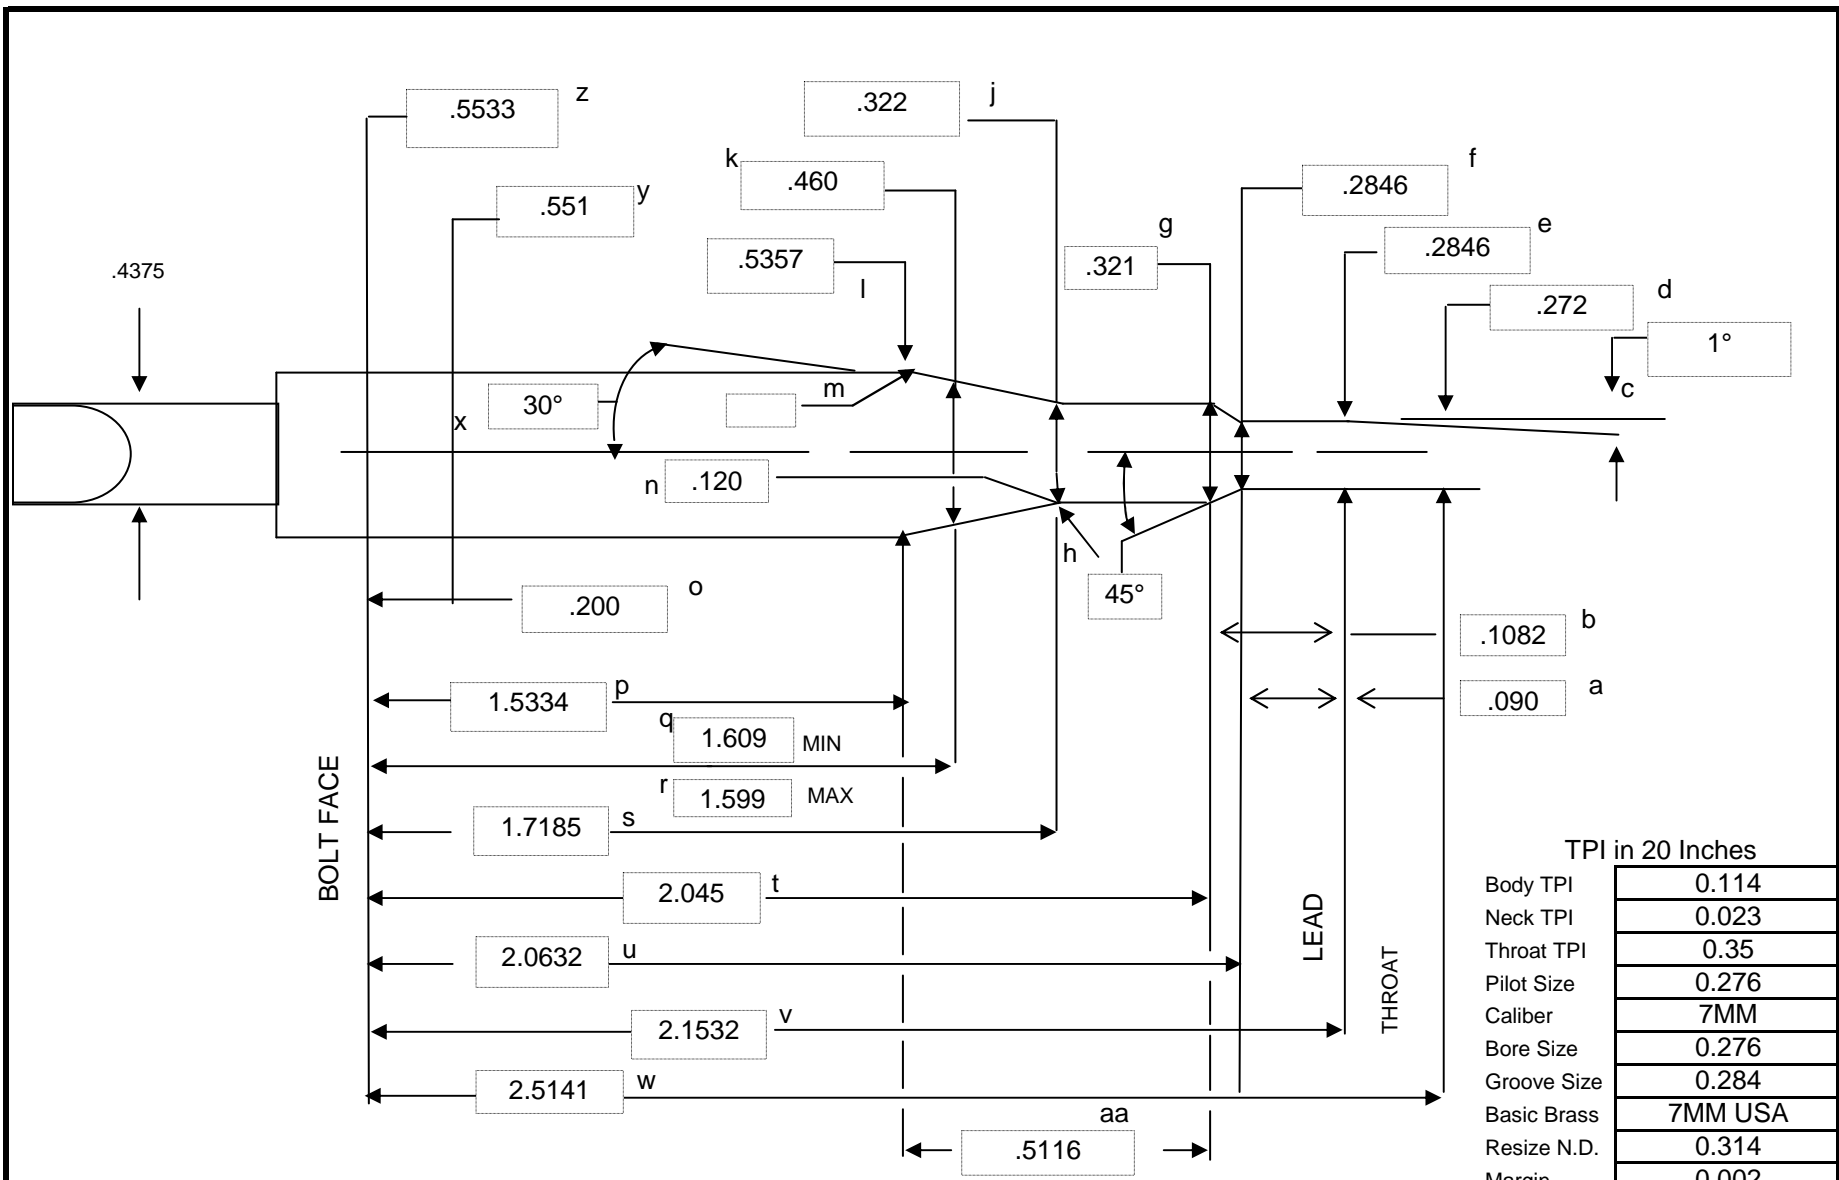 .5533 z
.322 j
k .460
.551 y
.5357 l
.2846 f
.2846 e
g .321
.272 d
1° c
.4375
30° x
m
n .120
h
45°
.200 o
.1082 b
.090 a
1.5334 p
q 1.609 MIN
r 1.599 MAX
1.7185 s
2.045 t
2.0632 u
2.1532 v
2.5141 w
aa
.5116
BOLT FACE
LEAD
THROAT
TPI in 20 Inches
Body TPI 0.114
Neck TPI 0.023
Throat TPI 0.35
Pilot Size 0.276
Caliber 7MM
Bore Size 0.276
Groove Size 0.284
Basic Brass 7MM USA
Resize N.D. 0.314
Margin 0.002